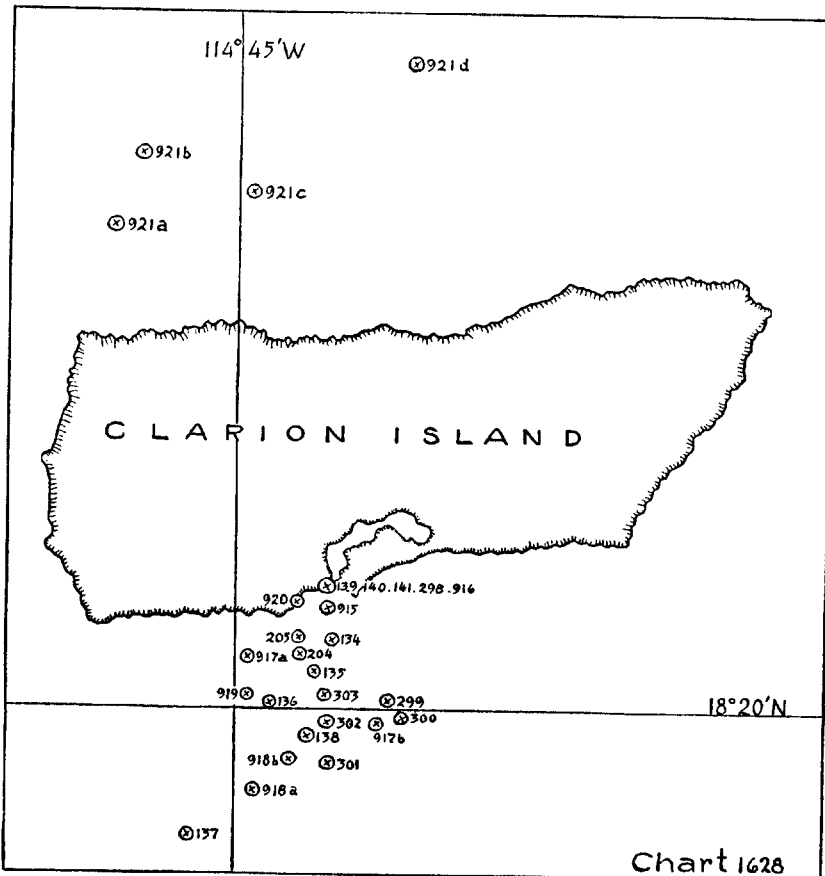 114°45'W
921d
921b
921c
921a
CLARION ISLAND
139.140.141.298.916
920
915
205
134
917a
204
135
919
136
303
299
18°20'N
302
917b
300
138
918b
301
918a
137
Chart 1628